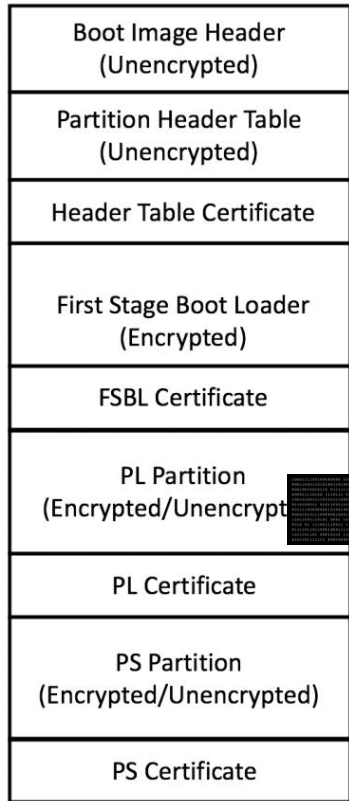 Boot Image Header
(Unencrypted)
Partition Header Table
(Unencrypted)
Header Table Certificate
First Stage Boot Loader
(Encrypted)
FSBL Certificate
PL Partition
PL Certificate
PS Partition
(Encrypted/Unencrypted)
PS Certificate